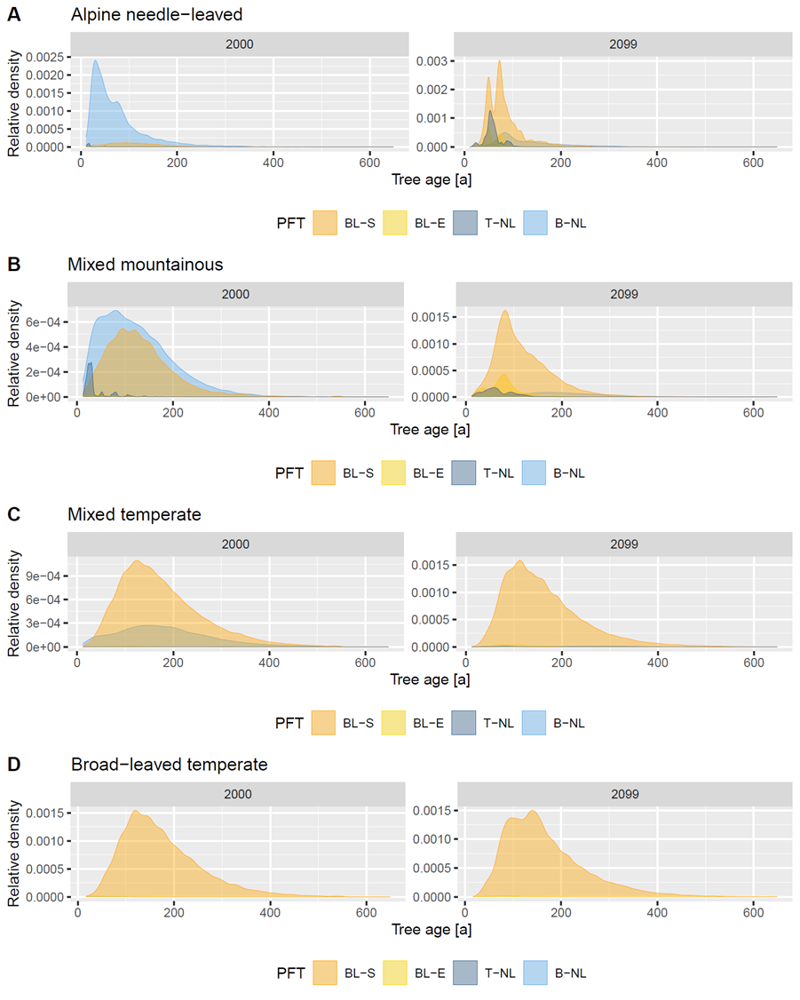 A Alpine needle−leaved
2000 2099
Relative density
0.0025
0.0020
0.0015
0.0010
0.0005
0.0000
0.003
0.002
0.001
0.000
0 200 400 600 0 200 400 600
Tree age [a]
PFT BL−S BL−E T−NL B−NL
B Mixed mountainous
2000 2099
Relative density
6e−04
4e−04
2e−04
0e+00
0.0015
0.0010
0.0005
0.0000
0 200 400 600 0 200 400 600
Tree age [a]
PFT BL−S BL−E T−NL B−NL
C Mixed temperate
2000 2099
Relative density
9e−04
6e−04
3e−04
0e+00
0.0015
0.0010
0.0005
0.0000
0 200 400 600 0 200 400 600
Tree age [a]
PFT BL−S BL−E T−NL B−NL
D Broad−leaved temperate
2000 2099
Relative density
0.0015
0.0010
0.0005
0.0000
0.0015
0.0010
0.0005
0.0000
0 200 400 600 0 200 400 600
Tree age [a]
PFT BL−S BL−E T−NL B−NL